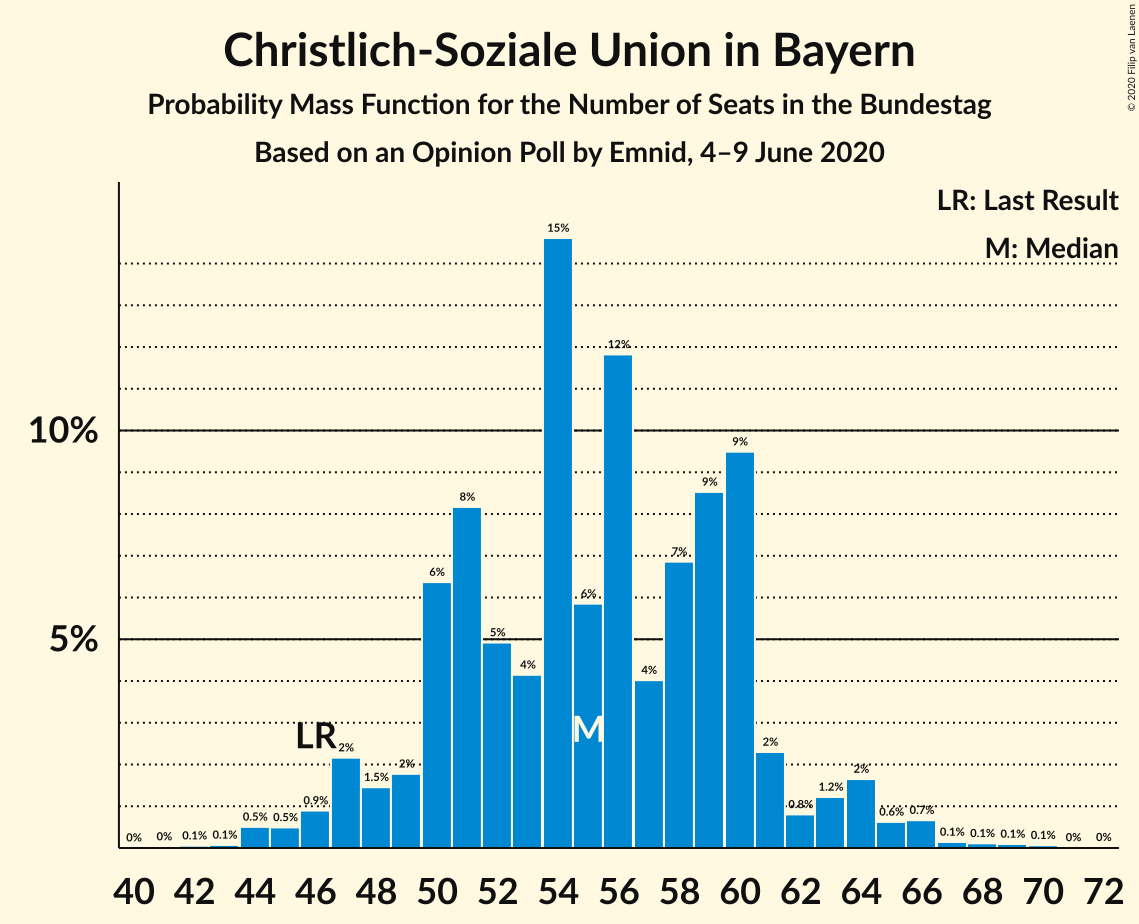 Christlich-Soziale Union in Bayern
Probability Mass Function for the Number of Seats in the Bundestag
Based on an Opinion Poll by Emnid, 4–9 June 2020
© 2020 Filip van Laenen
LR: Last Result
M: Median
10%
5%
0% 0% 0.1% 0.1% 0.5% 0.5% 0.9% 2% 1.5% 2% 6% 8% 5% 4% 15% 6% 12% 4% 7% 9% 9% 2% 0.8% 1.2% 2% 0.6% 0.7% 0.1% 0.1% 0.1% 0.1% 0% 0%
LR
M
40 42 44 46 48 50 52 54 56 58 60 62 64 66 68 70 72